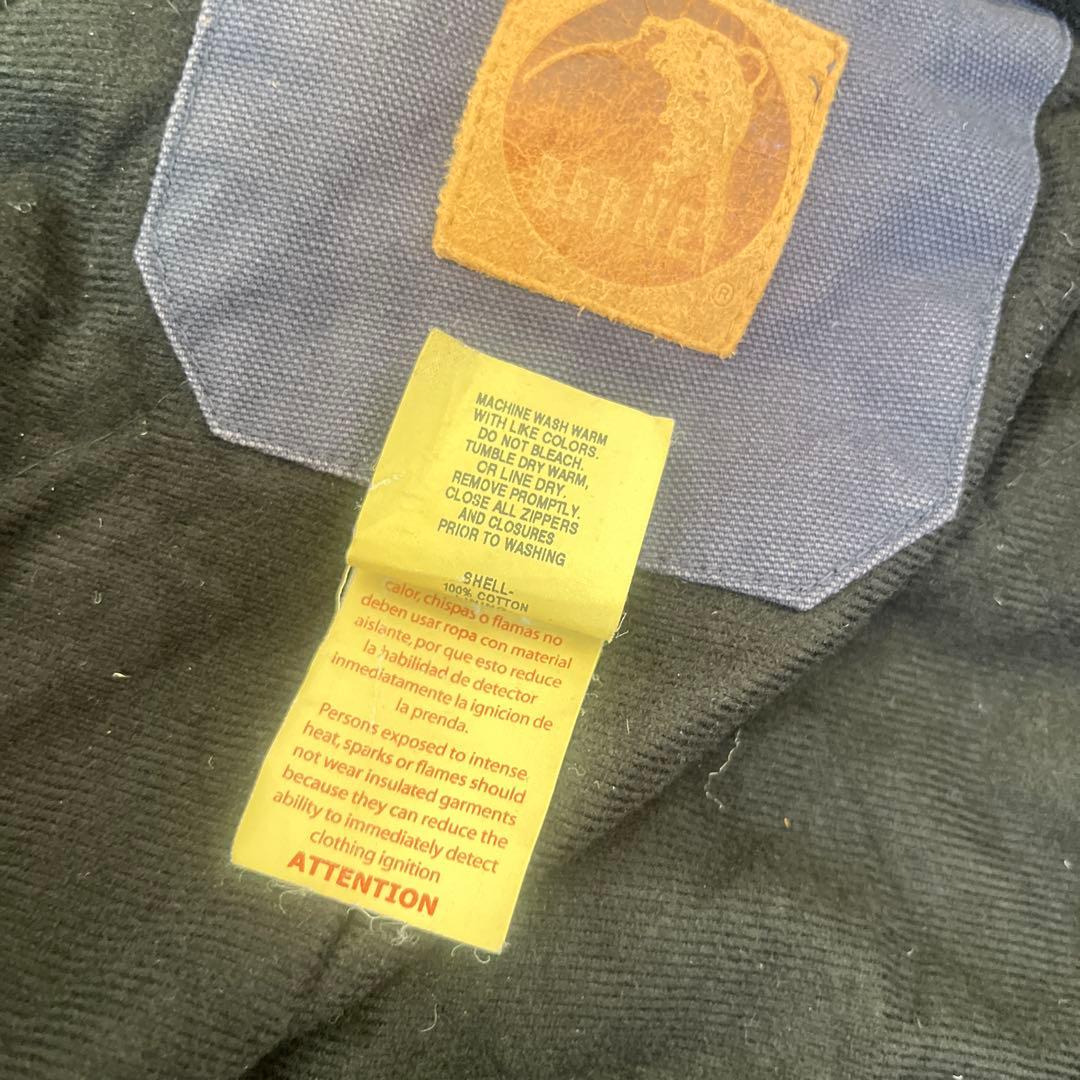 BERNE
®
MACHINE WASH WARM
WITH LIKE COLORS.
DO NOT BLEACH.
TUMBLE DRY WARM,
OR LINE DRY.
REMOVE PROMPTLY.
CLOSE ALL ZIPPERS
AND CLOSURES
PRIOR TO WASHING
SHELL-
100% COTTON
calor, chispas o flamas no
deben usar ropa con material
aislante, por que esto reduce
la habilidad de detector
inmediatamente la ignicion de
la prenda.
Persons exposed to intense
heat, sparks or flames should
not wear insulated garments
because they can reduce the
ability to immediately detect
clothing ignition
ATTENTION